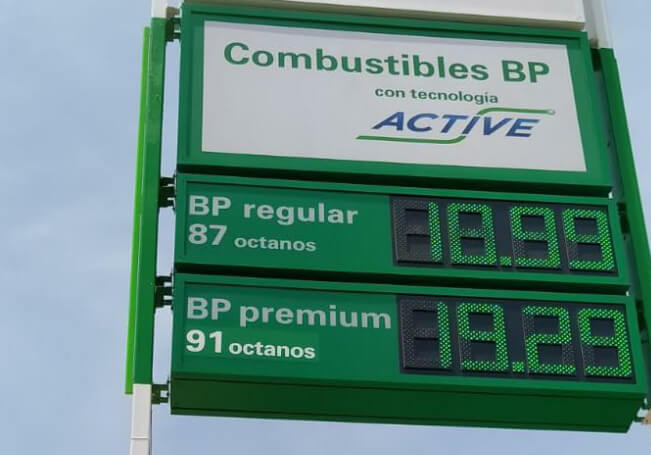 Combustibles BP
con tecnología
ACTIVE
BP regular
87 octanos
18.99
BP premium
91 octanos
19.29